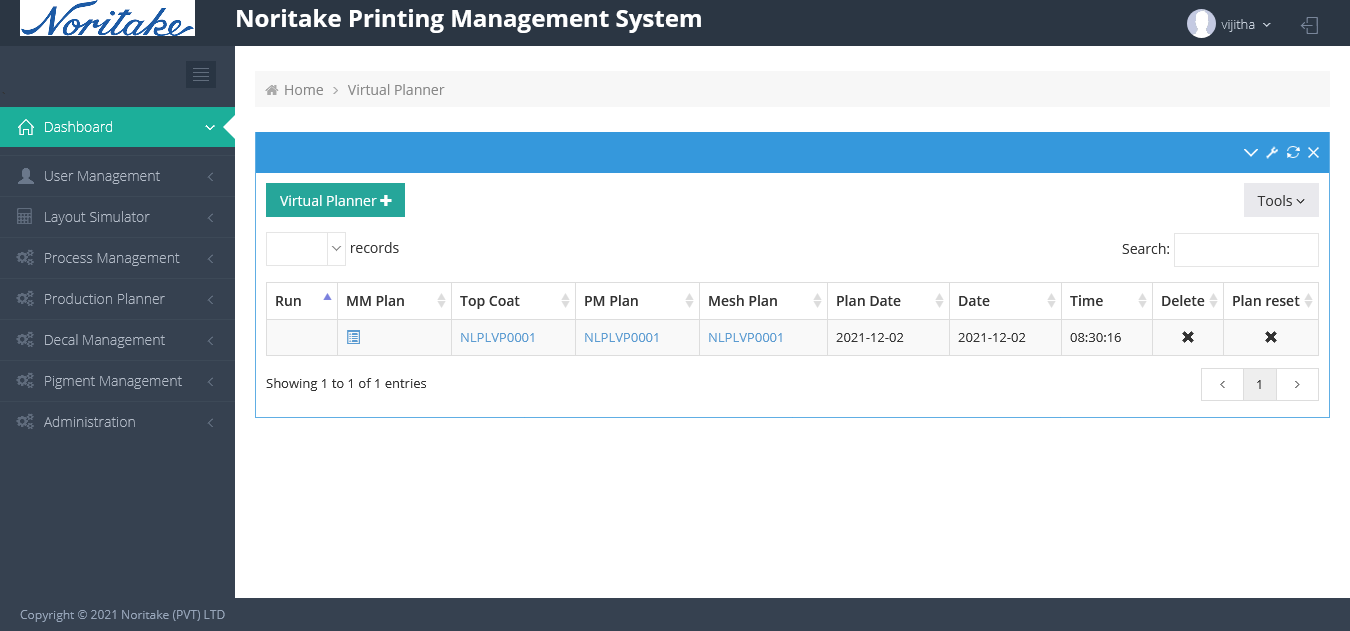 Noritake
Noritake Printing Management System
vijitha
Home > Virtual Planner
Dashboard
User Management
Layout Simulator
Process Management
Production Planner
Decal Management
Pigment Management
Administration
Virtual Planner
Tools
records
Search:
Run MM Plan Top Coat PM Plan Mesh Plan Plan Date Date Time Delete Plan reset
NLPLVP0001 NLPLVP0001 NLPLVP0001 2021-12-02 2021-12-02 08:30:16
Showing 1 to 1 of 1 entries
< 1 >
Copyright © 2021 Noritake (PVT) LTD